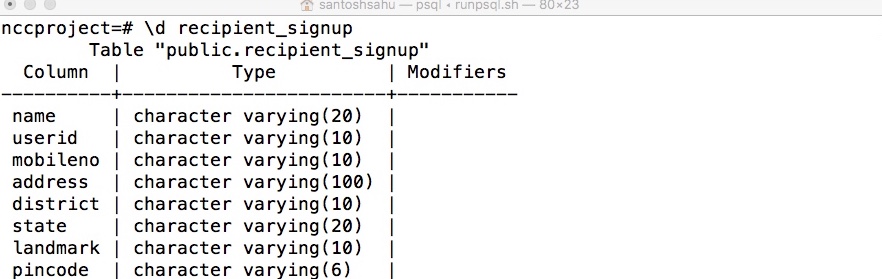 santoshsahu — psql • runpsql.sh — 80×23
nccproject=# \d recipient_signup
        Table "public.recipient_signup"
  Column  |          Type          | Modifiers
----------+------------------------+-----------
 name     | character varying(20)  |
 userid   | character varying(10)  |
 mobileno | character varying(10)  |
 address  | character varying(100) |
 district | character varying(10)  |
 state    | character varying(20)  |
 landmark | character varying(10)  |
 pincode  | character varying(6)   |